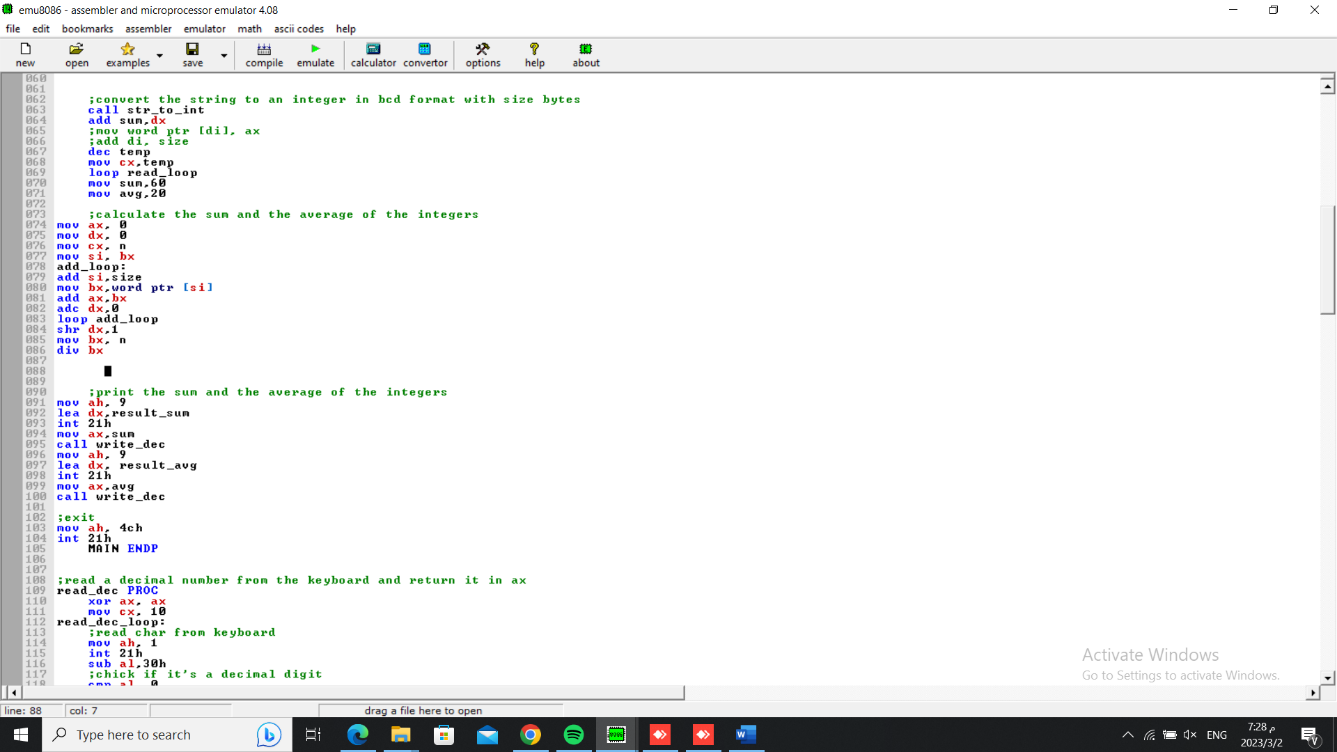 emu8086 - assembler and microprocessor emulator 4.08
file edit bookmarks assembler emulator math ascii codes help
new open examples save compile emulate calculator convertor options help about
060
061
062 ;convert the string to an integer in bcd format with size bytes
063 call str_to_int
064 add sum,dx
065 ;mov word ptr [di], ax
066 ;add di, size
067 dec temp
068 mov cx,temp
069 loop read_loop
070 mov sum,60
071 mov avg,20
072
073 ;calculate the sum and the average of the integers
074 mov ax, 0
075 mov dx, 0
076 mov cx, n
077 mov si, bx
078 add_loop:
079 add si,size
080 mov bx,word ptr [si]
081 add ax,bx
082 adc dx,0
083 loop add_loop
084 shr dx,1
085 mov bx, n
086 div bx
087
088
089
090 ;print the sum and the average of the integers
091 mov ah, 9
092 lea dx,result_sum
093 int 21h
094 mov ax,sum
095 call write_dec
096 mov ah, 9
097 lea dx, result_avg
098 int 21h
099 mov ax,avg
100 call write_dec
101
102 ;exit
103 mov ah, 4ch
104 int 21h
105 MAIN ENDP
106
107
108 ;read a decimal number from the keyboard and return it in ax
109 read_dec PROC
110 xor ax, ax
111 mov cx, 10
112 read_dec_loop:
113 ;read char from keyboard
114 mov ah, 1
115 int 21h
116 sub al,30h
117 ;chick if it's a decimal digit
118 cmp al, 0
Activate Windows
Go to Settings to activate Windows.
line: 88 col: 7 drag a file here to open
Type here to search
ENG
7:28 م
2023/3/2